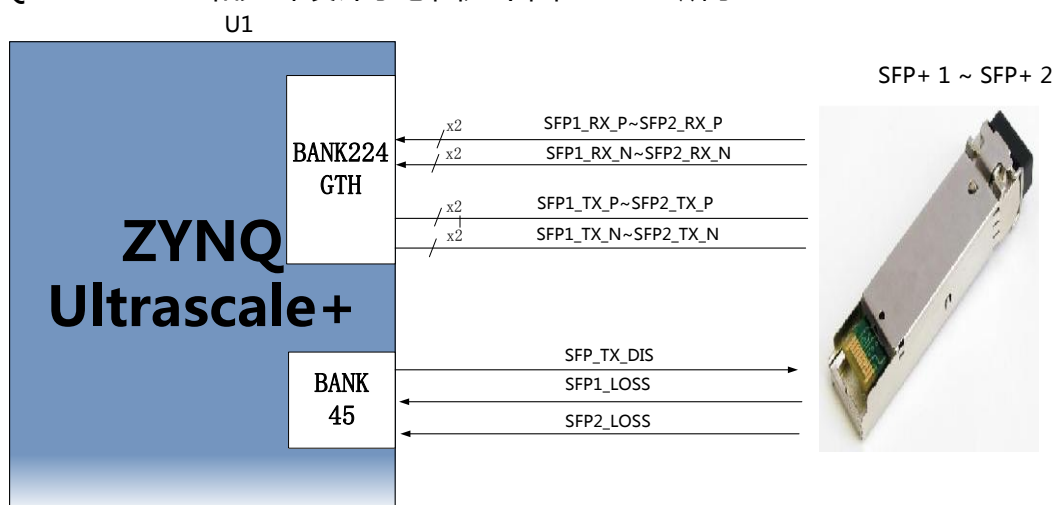 U1
SFP+ 1 ~ SFP+ 2
BANK224
GTH
x2
SFP1_RX_P~SFP2_RX_P
x2
SFP1_RX_N~SFP2_RX_N
x2
SFP1_TX_P~SFP2_TX_P
x2
SFP1_TX_N~SFP2_TX_N
ZYNQ
Ultrascale+
BANK
45
SFP_TX_DIS
SFP1_LOSS
SFP2_LOSS